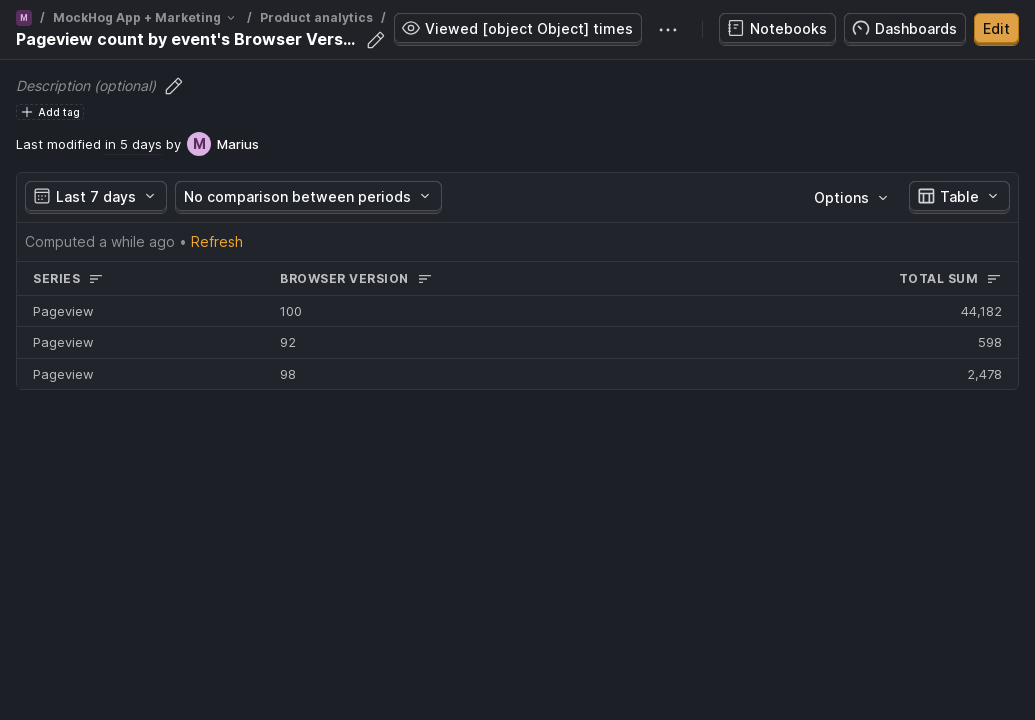 M / MockHog App + Marketing / Product analytics /
Pageview count by event's Browser Vers...
Viewed [object Object] times
Notebooks
Dashboards
Edit
Description (optional)
Add tag
Last modified in 5 days by M Marius
Last 7 days
No comparison between periods
Options
Table
Computed a while ago • Refresh
SERIES BROWSER VERSION TOTAL SUM
Pageview 100 44,182
Pageview 92 598
Pageview 98 2,478